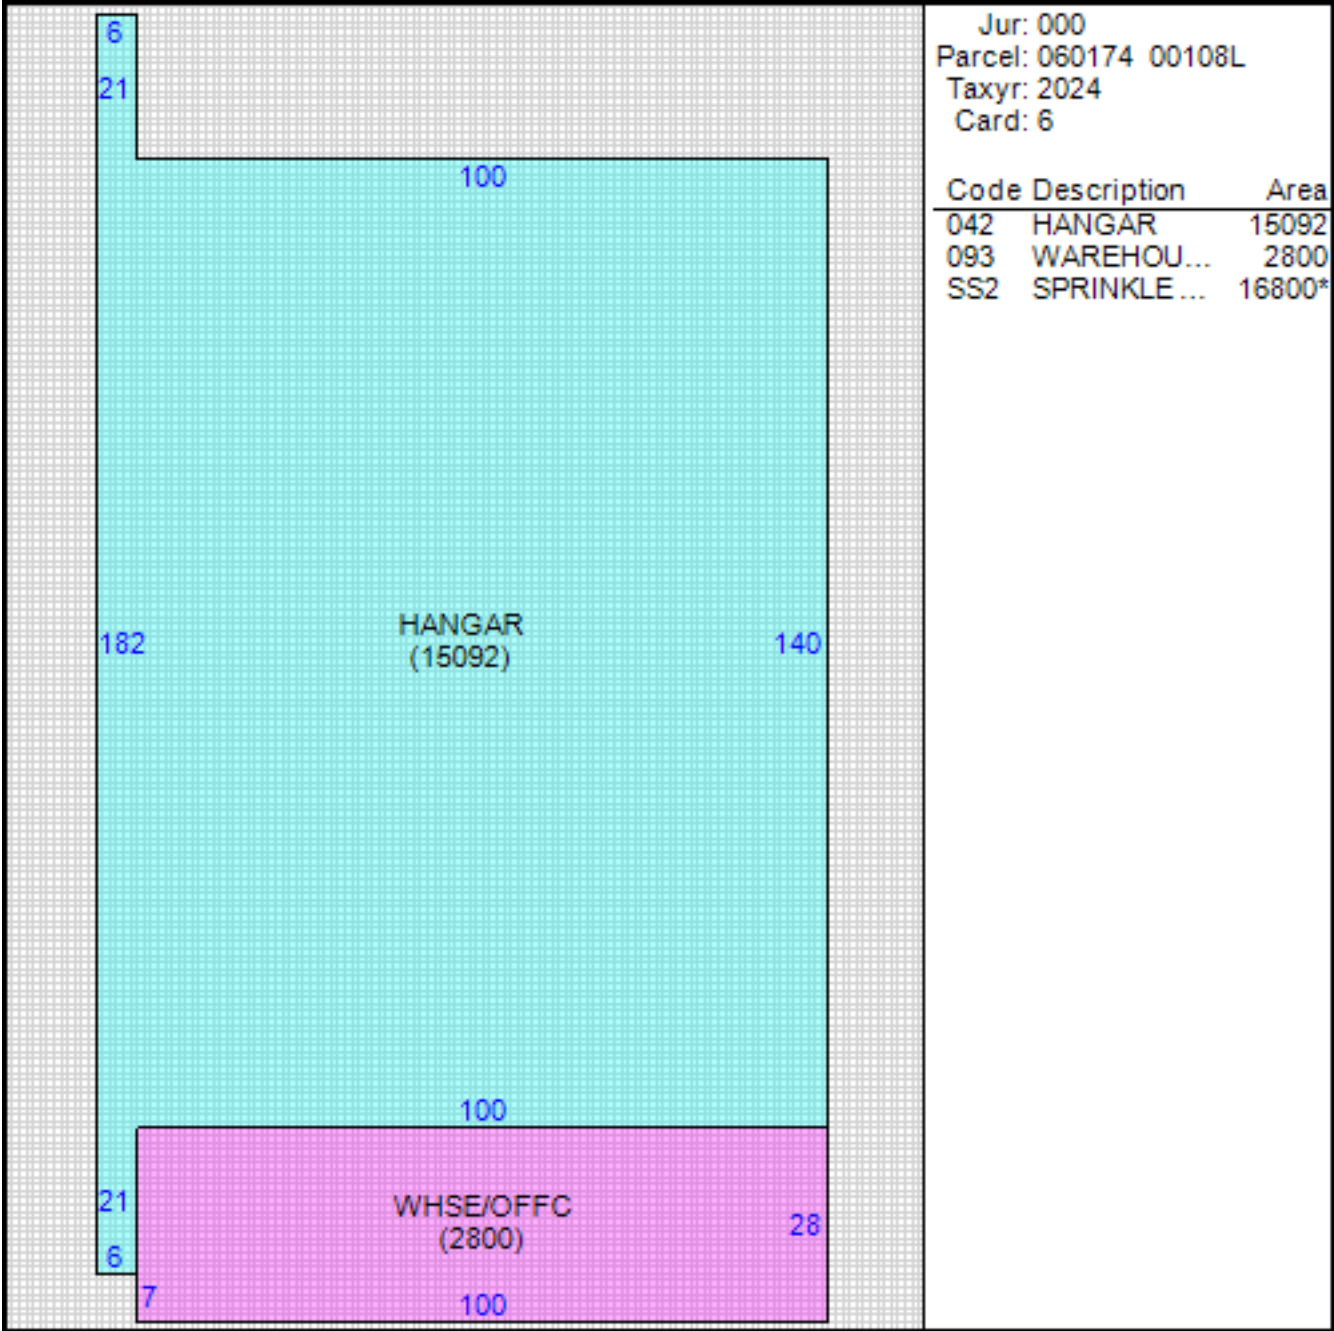 6
21
100
182
HANGAR
(15092)
140
100
21
WHSE/OFFC
(2800)
28
6
7
100
Jur: 000
Parcel: 060174 00108L
Taxyr: 2024
Card: 6
Code Description Area
042 HANGAR 15092
093 WAREHOU... 2800
SS2 SPRINKLE... 16800*